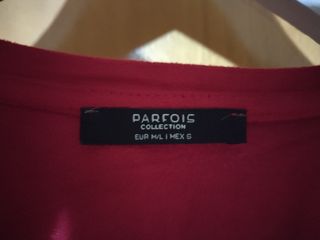 PARFOIS
COLLECTION
EUR M/L | MEX S